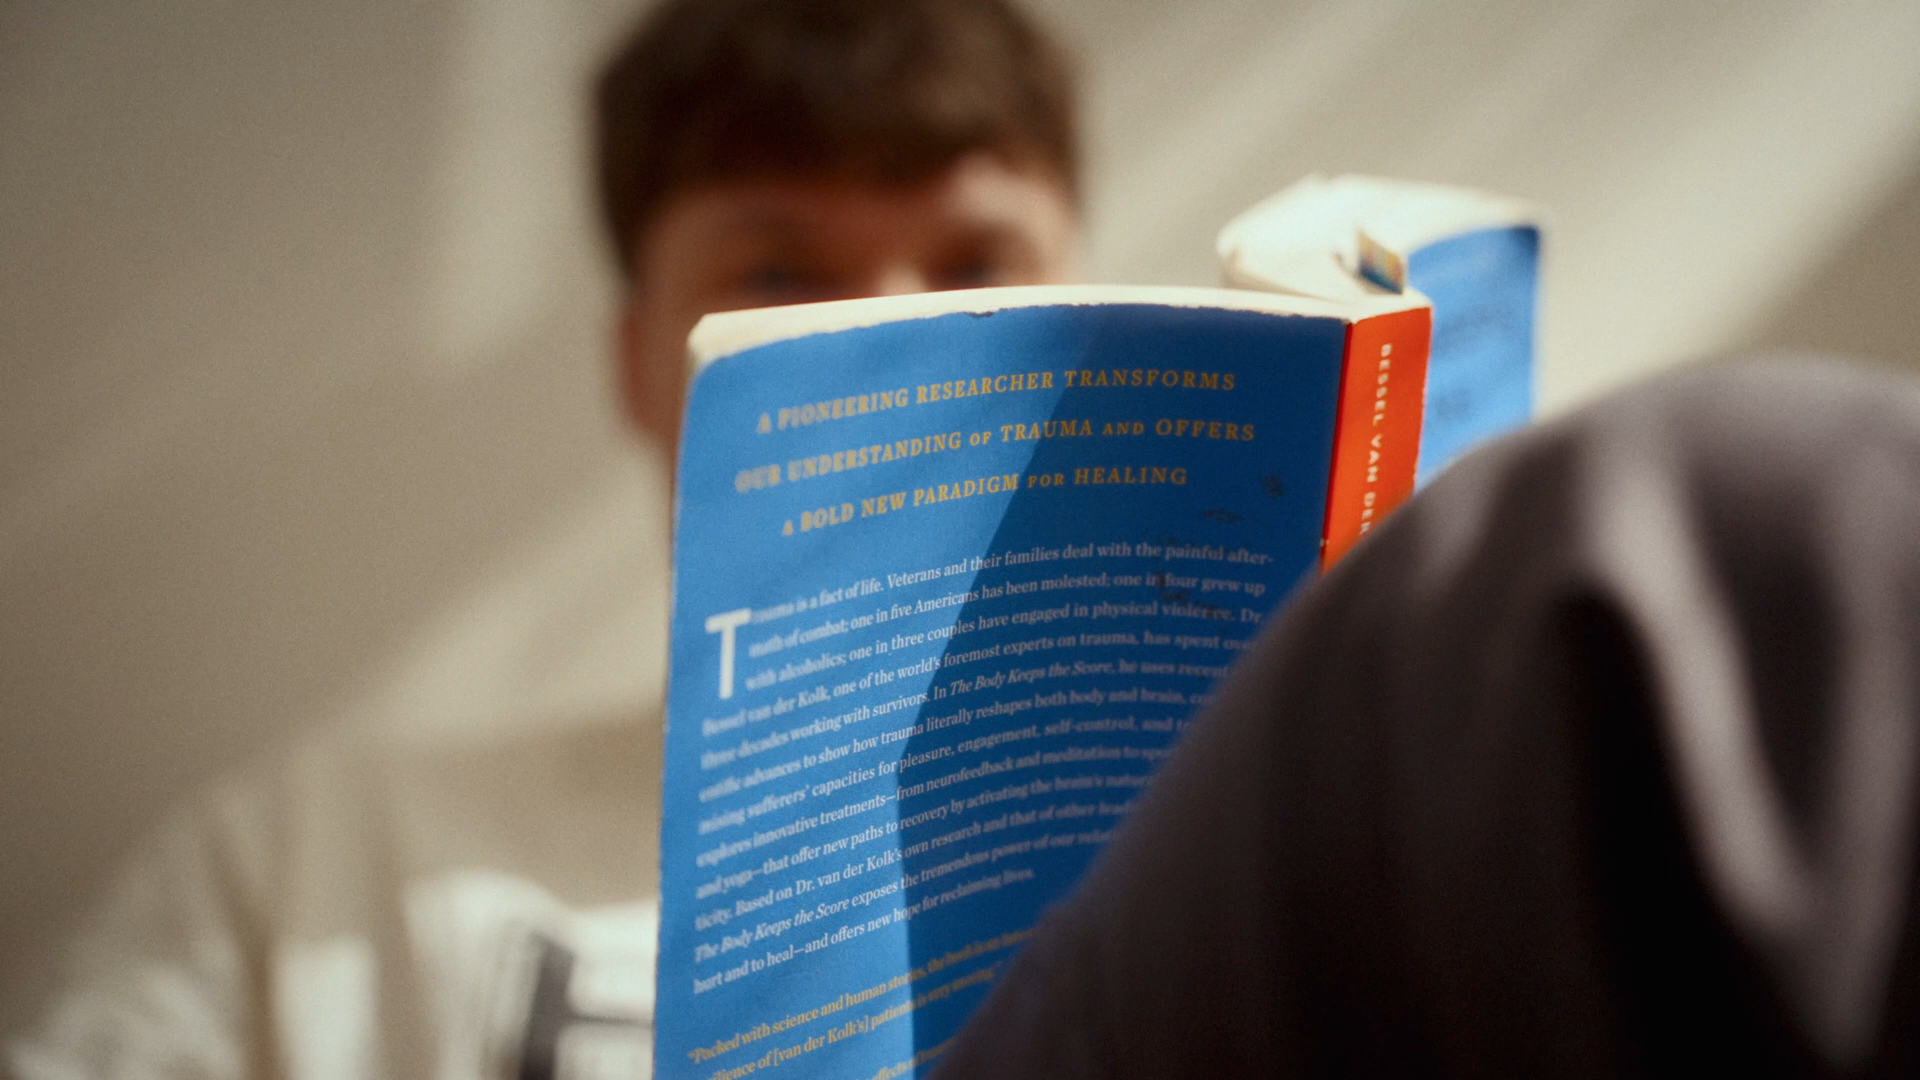 A PIONEERING RESEARCHER TRANSFORMS
OUR UNDERSTANDING OF TRAUMA AND OFFERS
A BOLD NEW PARADIGM FOR HEALING
Trauma is a fact of life. Veterans and their families deal with the painful after-
math of combat; one in five Americans has been molested; one in four grew up
with alcoholics; one in three couples have engaged in physical violence. Dr.
Bessel van der Kolk, one of the world's foremost experts on trauma, has spent over
three decades working with survivors. In The Body Keeps the Score, he uses recent
entific advances to show how trauma literally reshapes both body and brain,
mising sufferers' capacities for pleasure, engagement, self-control, and
explores innovative treatments—from neurofeedback and meditation to
and yoga—that offer new paths to recovery by activating the brain's
ticity. Based on Dr. van der Kolk's own research and that of other
The Body Keeps the Score exposes the tremendous power of our
hurt and to heal—and offers new hope for reclaiming lives.
"Packed with science and human stories, the book is
of [van der Kolk's] patients is very moving."
BESSEL VAN DER